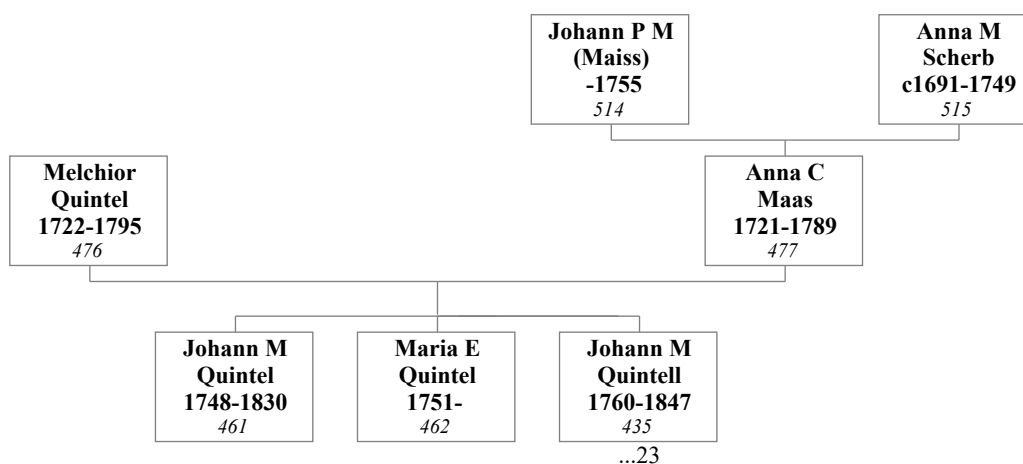 Johann P M
(Maiss)
-1755
514
Anna M
Scherb
c1691-1749
515
Melchior
Quintel
1722-1795
476
Anna C
Maas
1721-1789
477
Johann M
Quintel
1748-1830
461
Maria E
Quintel
1751-
462
Johann M
Quintell
1760-1847
435
...23